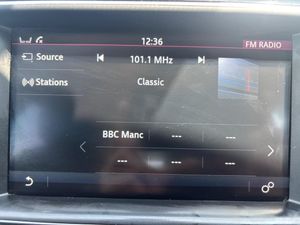 12:36
FM RADIO
Source
101.1 MHz
Stations
Classic
BBC Manc --- ---
--- --- ---